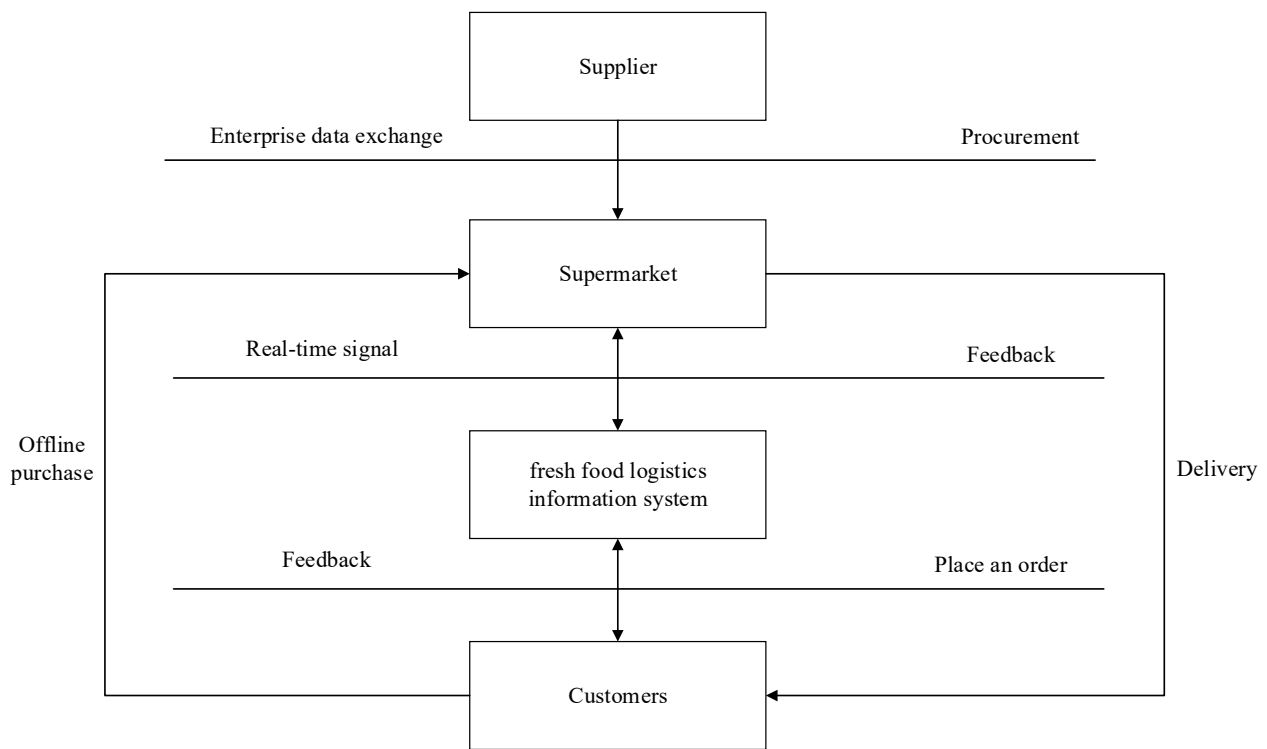 Supplier
Enterprise data exchange
Procurement
Supermarket
Real-time signal
Feedback
Offline
purchase
fresh food logistics
information system
Delivery
Feedback
Place an order
Customers